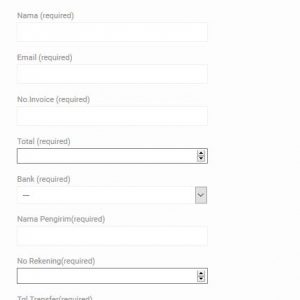 Nama (required)
Email (required)
No.Invoice (required)
Total (required)
Bank (required)
---
Nama Pengirim(required)
No Rekening(required)
Tgl Transfer(required)